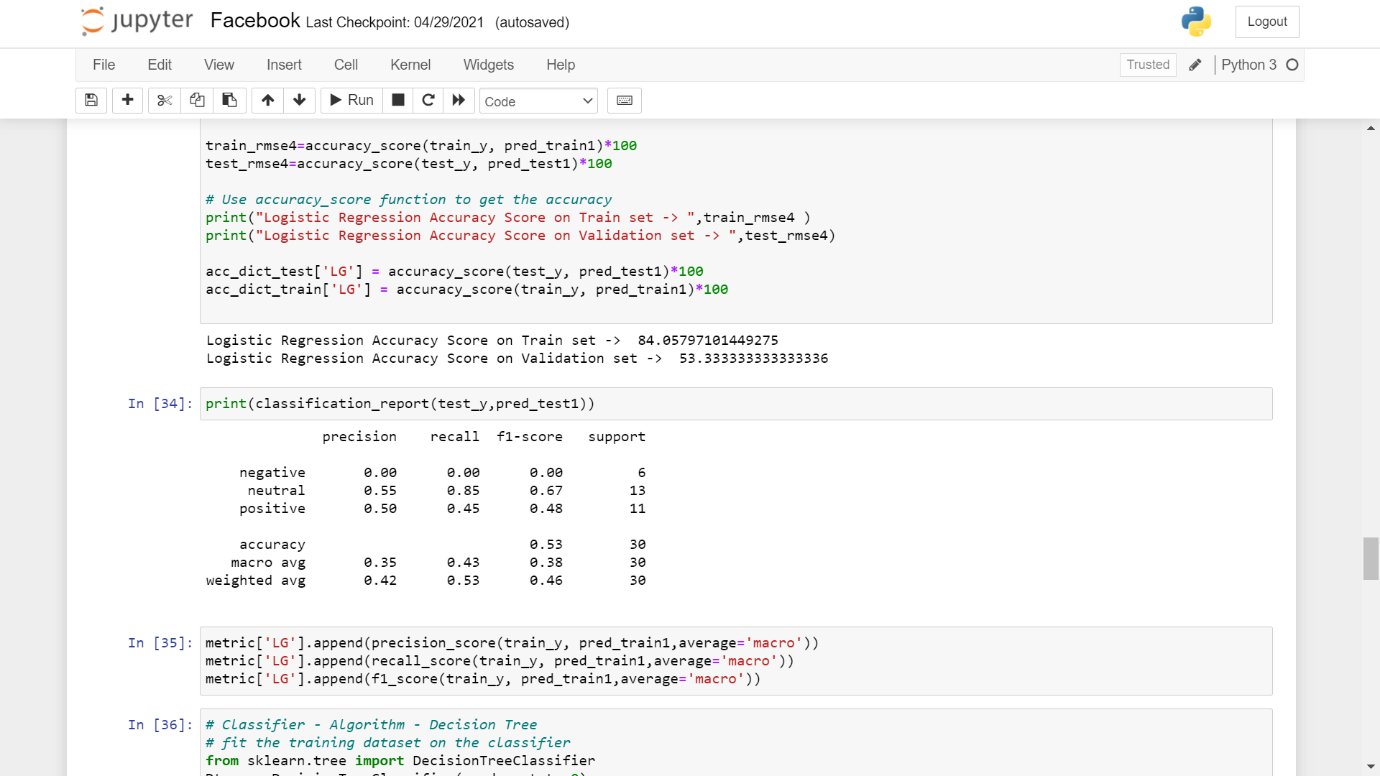 jupyter Facebook Last Checkpoint: 04/29/2021 (autosaved) Logout
File Edit View Insert Cell Kernel Widgets Help Trusted Python 3
Run Code
train_rmse4=accuracy_score(train_y, pred_train1)*100
test_rmse4=accuracy_score(test_y, pred_test1)*100
# Use accuracy_score function to get the accuracy
print("Logistic Regression Accuracy Score on Train set -> ",train_rmse4 )
print("Logistic Regression Accuracy Score on Validation set -> ",test_rmse4)
acc_dict_test['LG'] = accuracy_score(test_y, pred_test1)*100
acc_dict_train['LG'] = accuracy_score(train_y, pred_train1)*100
Logistic Regression Accuracy Score on Train set ->  84.05797101449275
Logistic Regression Accuracy Score on Validation set ->  53.333333333333336
In [34]: print(classification_report(test_y,pred_test1))
precision recall f1-score support
negative 0.00 0.00 0.00 6
neutral 0.55 0.85 0.67 13
positive 0.50 0.45 0.48 11
accuracy 0.53 30
macro avg 0.35 0.43 0.38 30
weighted avg 0.42 0.53 0.46 30
In [35]: metric['LG'].append(precision_score(train_y, pred_train1,average='macro'))
metric['LG'].append(recall_score(train_y, pred_train1,average='macro'))
metric['LG'].append(f1_score(train_y, pred_train1,average='macro'))
In [36]: # Classifier - Algorithm - Decision Tree
# fit the training dataset on the classifier
from sklearn.tree import DecisionTreeClassifier